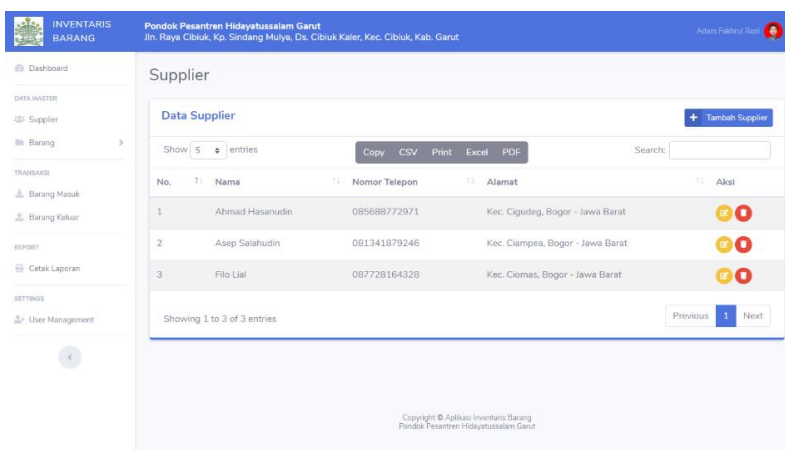 INVENTARIS
BARANG
Pondok Pesantren Hidayatussalam Garut
Jln. Raya Cibiuk, Kp. Sindang Mulya, Ds. Cibiuk Kaler, Kec. Cibiuk, Kab. Garut
Adam Fakhrul Rozi
Dashboard
DATA MASTER
Supplier
Barang
TRANSAKSI
Barang Masuk
Barang Keluar
REPORT
Cetak Laporan
SETTINGS
User Management
Supplier
Data Supplier
Tambah Supplier
Show 5 entries
Copy CSV Print Excel PDF
Search:
No. Nama Nomor Telepon Alamat Aksi
1 Ahmad Hasanudin 085688772971 Kec. Cigudeg, Bogor - Jawa Barat
2 Asep Salahudin 081341879246 Kec. Ciampea, Bogor - Jawa Barat
3 Filo Lial 087728164328 Kec. Ciomas, Bogor - Jawa Barat
Showing 1 to 3 of 3 entries
Previous 1 Next
Copyright © Aplikasi Inventaris Barang
Pondok Pesantren Hidayatussalam Garut